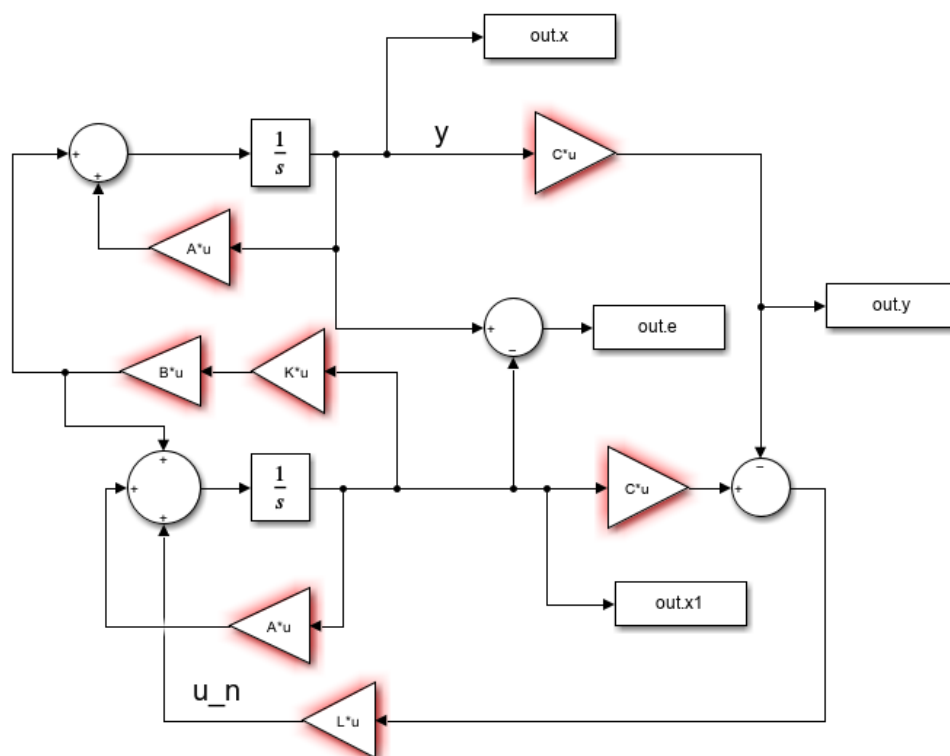 out.x
y
+
+
1
s
C*u
A*u
out.y
+
−
out.e
B*u
K*u
+
+
+
1
s
C*u
−
+
A*u
out.x1
u_n
L*u